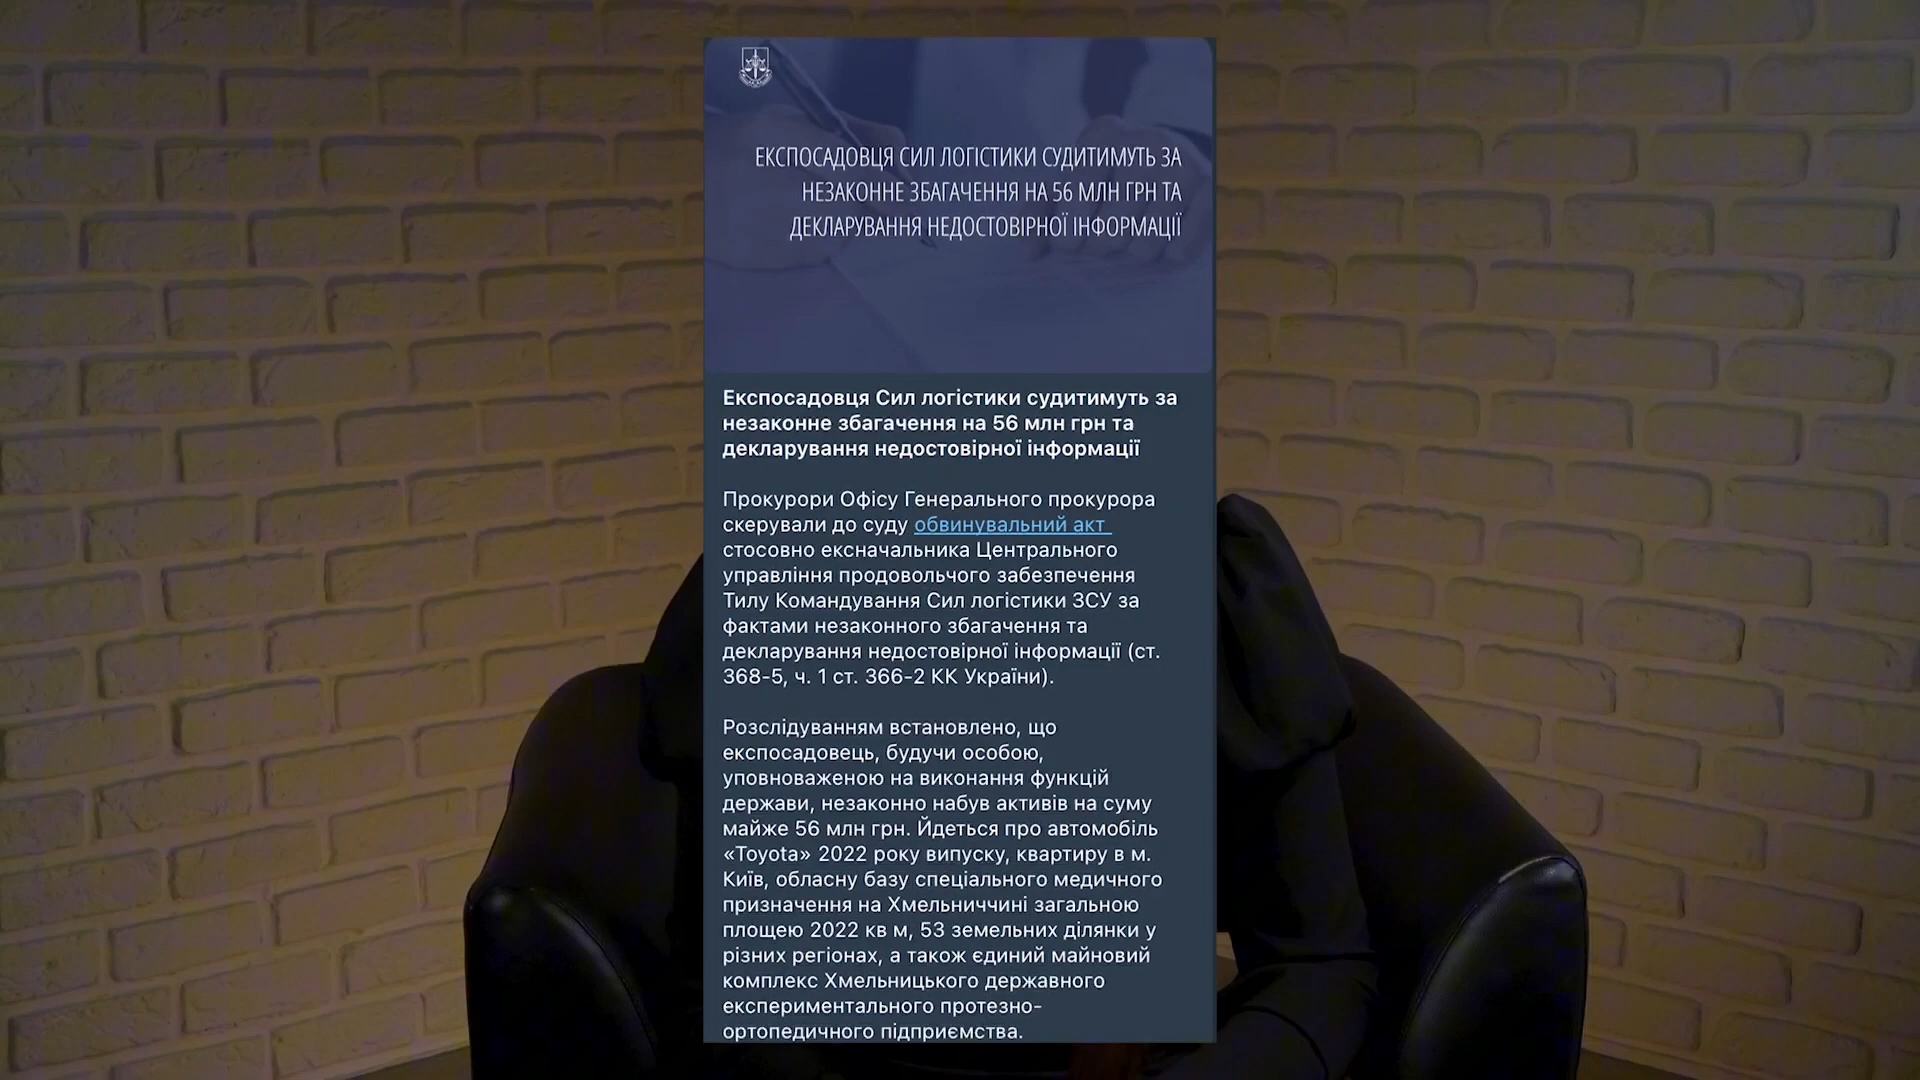 ЕКСПОСАДОВЦЯ СИЛ ЛОГІСТИКИ СУДИТИМУТЬ ЗА
НЕЗАКОННЕ ЗБАГАЧЕННЯ НА 56 МЛН ГРН ТА
ДЕКЛАРУВАННЯ НЕДОСТОВІРНОЇ ІНФОРМАЦІЇ
Експосадовця Сил логістики судитимуть за
незаконне збагачення на 56 млн грн та
декларування недостовірної інформації
Прокурори Офісу Генерального прокурора
скерували до суду обвинувальний акт
стосовно ексначальника Центрального
управління продовольчого забезпечення
Тилу Командування Сил логістики ЗСУ за
фактами незаконного збагачення та
декларування недостовірної інформації (ст.
368-5, ч. 1 ст. 366-2 КК України).
Розслідуванням встановлено, що
експосадовець, будучи особою,
уповноваженою на виконання функцій
держави, незаконно набув активів на суму
майже 56 млн грн. Йдеться про автомобіль
«Toyota» 2022 року випуску, квартиру в м.
Київ, обласну базу спеціального медичного
призначення на Хмельниччині загальною
площею 2022 кв м, 53 земельних ділянки у
різних регіонах, а також єдиний майновий
комплекс Хмельницького державного
експериментального протезно-
ортопедичного підприємства.